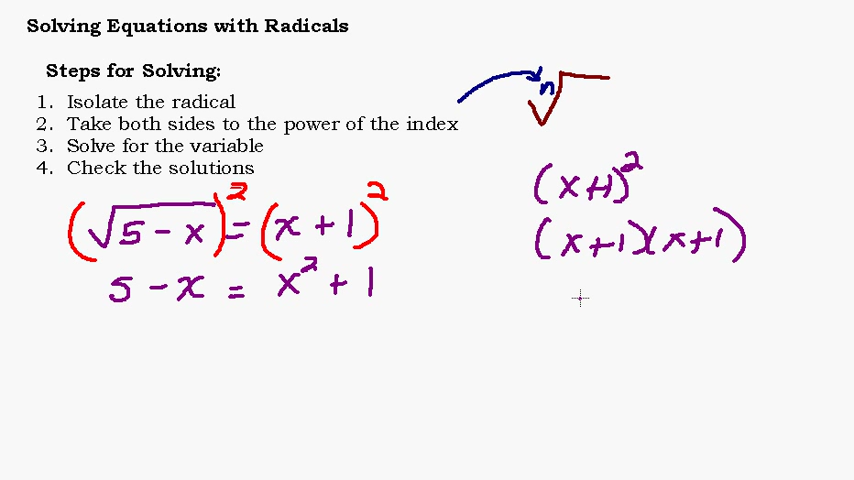 Solving Equations with Radicals
Steps for Solving:
1. Isolate the radical
2. Take both sides to the power of the index
3. Solve for the variable
4. Check the solutions
n√
(√5 - x)² = (x + 1)²
5 - x = x² + 1
(x+1)²
(x+1)(x+1)